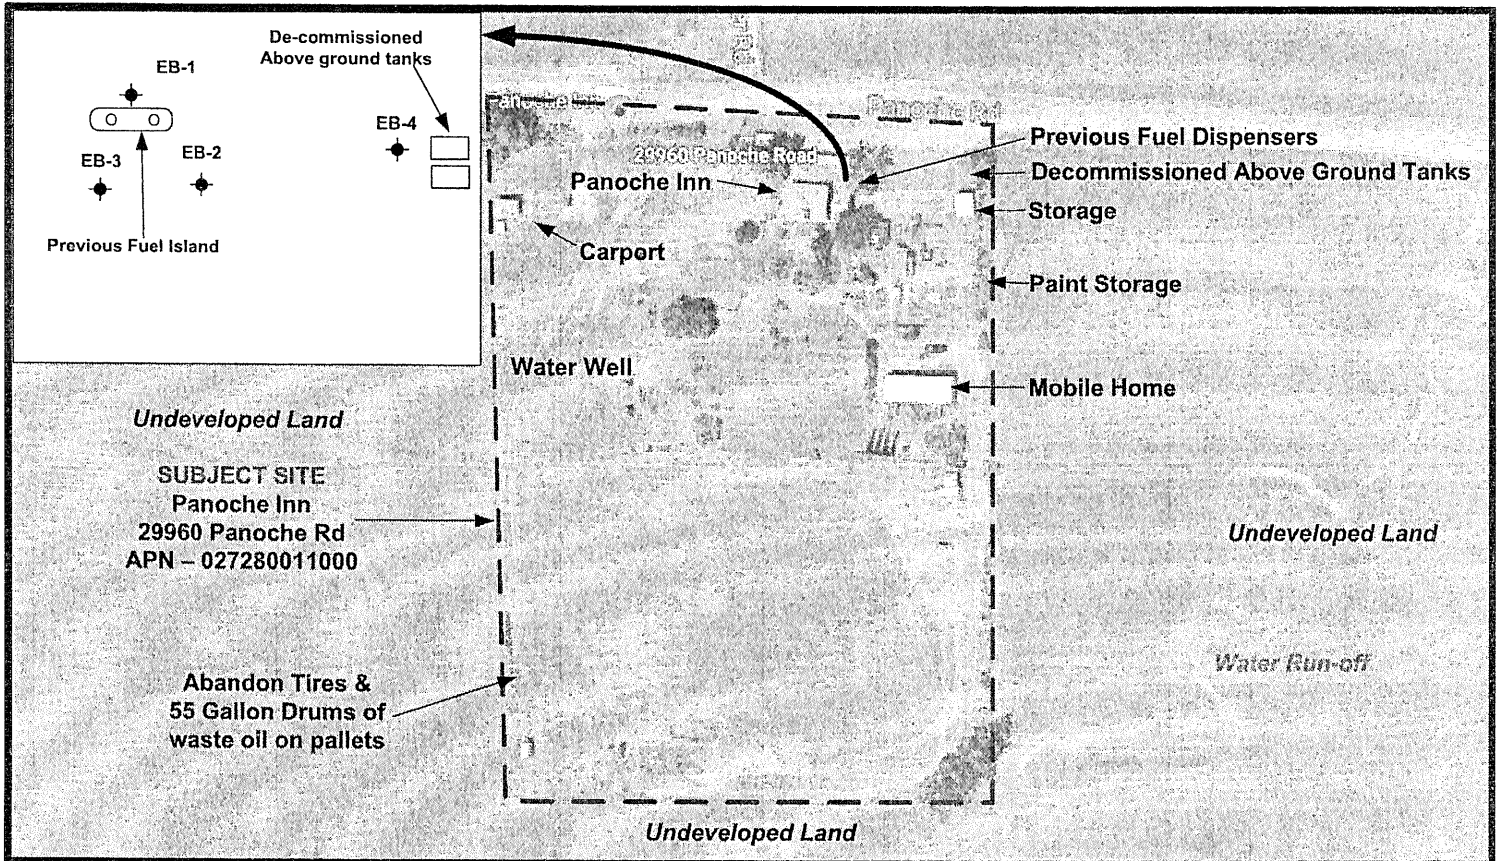 De-commissioned
Above ground tanks
EB-1
EB-4
EB-3
EB-2
Previous Fuel Island
Panoche Rd
29960 Panoche Road
Panoche Inn
Carport
Previous Fuel Dispensers
Decommissioned Above Ground Tanks
Storage
Paint Storage
Water Well
Mobile Home
Undeveloped Land
SUBJECT SITE
Panoche Inn
29960 Panoche Rd
APN – 027280011000
Undeveloped Land
Water Run-off
Abandon Tires &
55 Gallon Drums of
waste oil on pallets
Undeveloped Land